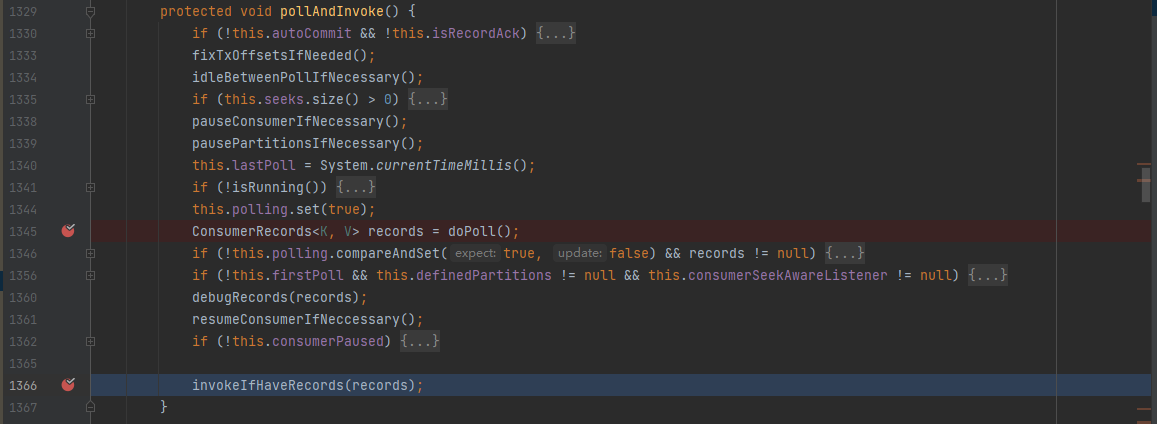 1329 protected void pollAndInvoke() {
1330 if (!this.autoCommit && !this.isRecordAck) {...}
1333 fixTxOffsetsIfNeeded();
1334 idleBetweenPollIfNecessary();
1335 if (this.seeks.size() > 0) {...}
1338 pauseConsumerIfNecessary();
1339 pausePartitionsIfNecessary();
1340 this.lastPoll = System.currentTimeMillis();
1341 if (!isRunning()) {...}
1344 this.polling.set(true);
1345 ConsumerRecords<K, V> records = doPoll();
1346 if (!this.polling.compareAndSet( expect: true, update: false) && records != null) {...}
1356 if (!this.firstPoll && this.definedPartitions != null && this.consumerSeekAwareListener != null) {...}
1360 debugRecords(records);
1361 resumeConsumerIfNeccessary();
1362 if (!this.consumerPaused) {...}
1365
1366 invokeIfHaveRecords(records);
1367 }